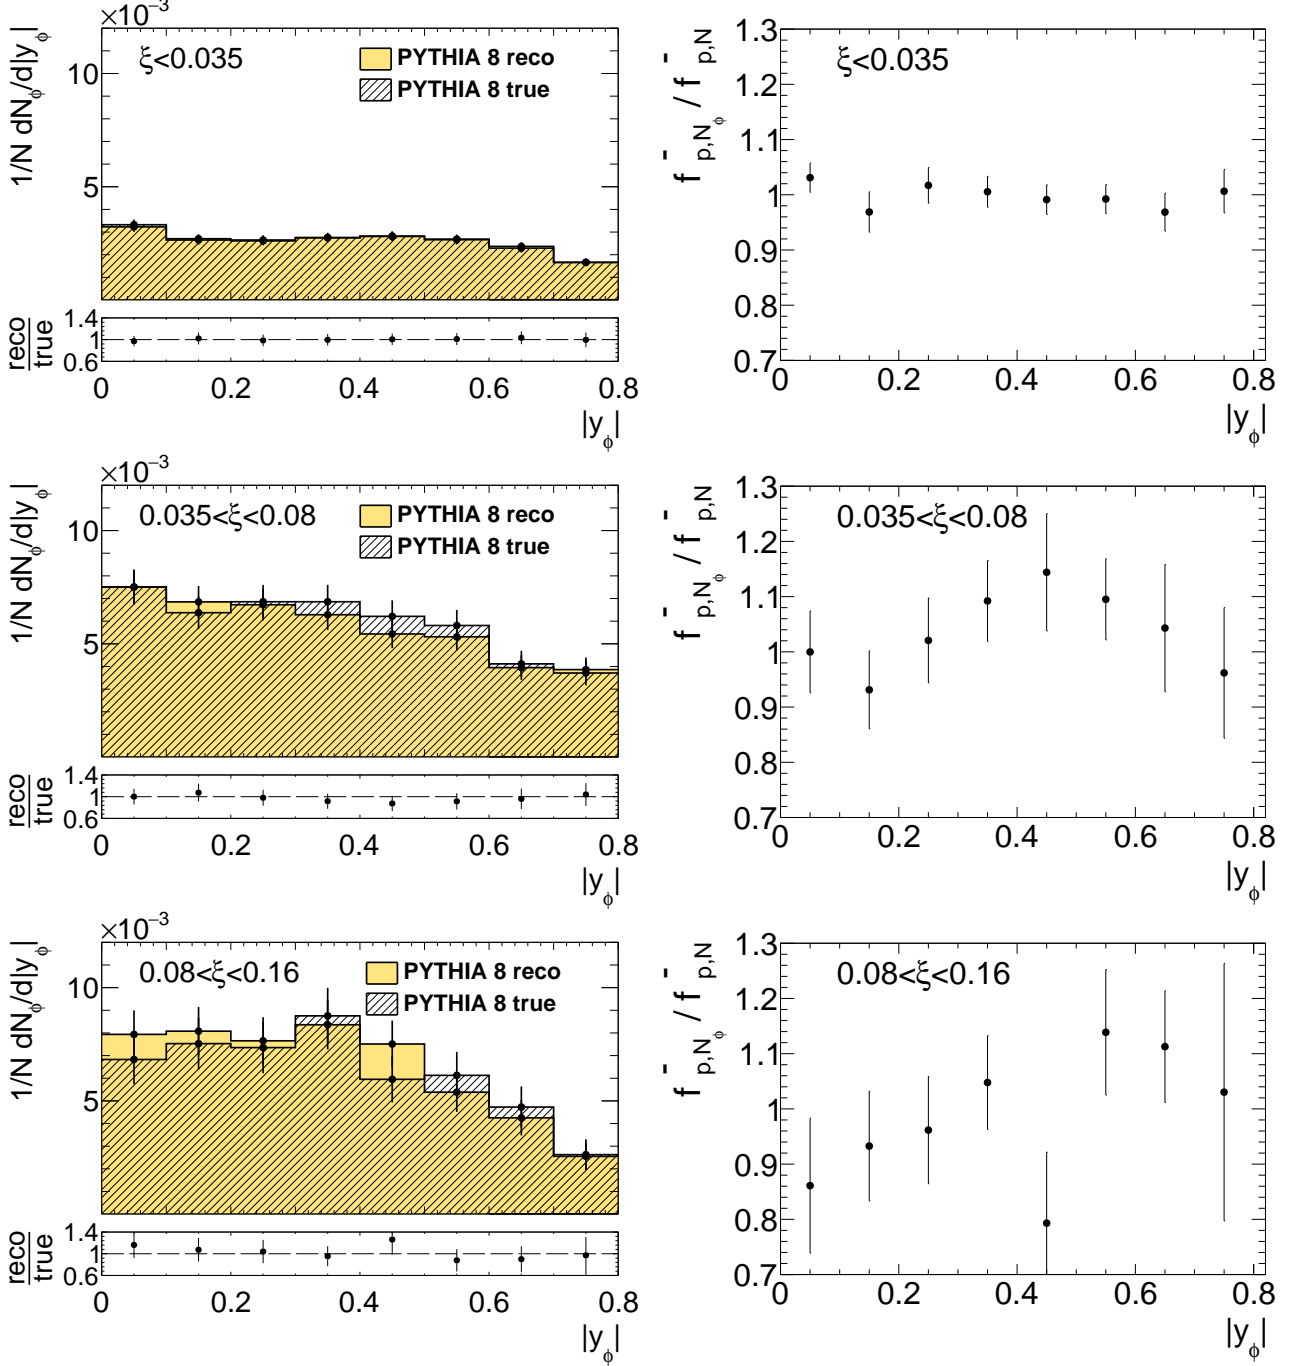 ×10⁻³
1/N dN_ϕ/d|y_ϕ|
10
5
ξ<0.035
PYTHIA 8 reco
PYTHIA 8 true
reco
true
1.4
1
0.6
0 0.2 0.4 0.6 0.8
|y_ϕ|
f̄_p,N_ϕ / f̄_p,N
1.3
1.2
1.1
1
0.9
0.8
0.7
ξ<0.035
0 0.2 0.4 0.6 0.8
|y_ϕ|
×10⁻³
1/N dN_ϕ/d|y_ϕ|
10
5
0.035<ξ<0.08
PYTHIA 8 reco
PYTHIA 8 true
reco
true
1.4
1
0.6
0 0.2 0.4 0.6 0.8
|y_ϕ|
f̄_p,N_ϕ / f̄_p,N
1.3
1.2
1.1
1
0.9
0.8
0.7
0.035<ξ<0.08
0 0.2 0.4 0.6 0.8
|y_ϕ|
×10⁻³
1/N dN_ϕ/d|y_ϕ|
10
5
0.08<ξ<0.16
PYTHIA 8 reco
PYTHIA 8 true
reco
true
1.4
1
0.6
0 0.2 0.4 0.6 0.8
|y_ϕ|
f̄_p,N_ϕ / f̄_p,N
1.3
1.2
1.1
1
0.9
0.8
0.7
0.08<ξ<0.16
0 0.2 0.4 0.6 0.8
|y_ϕ|